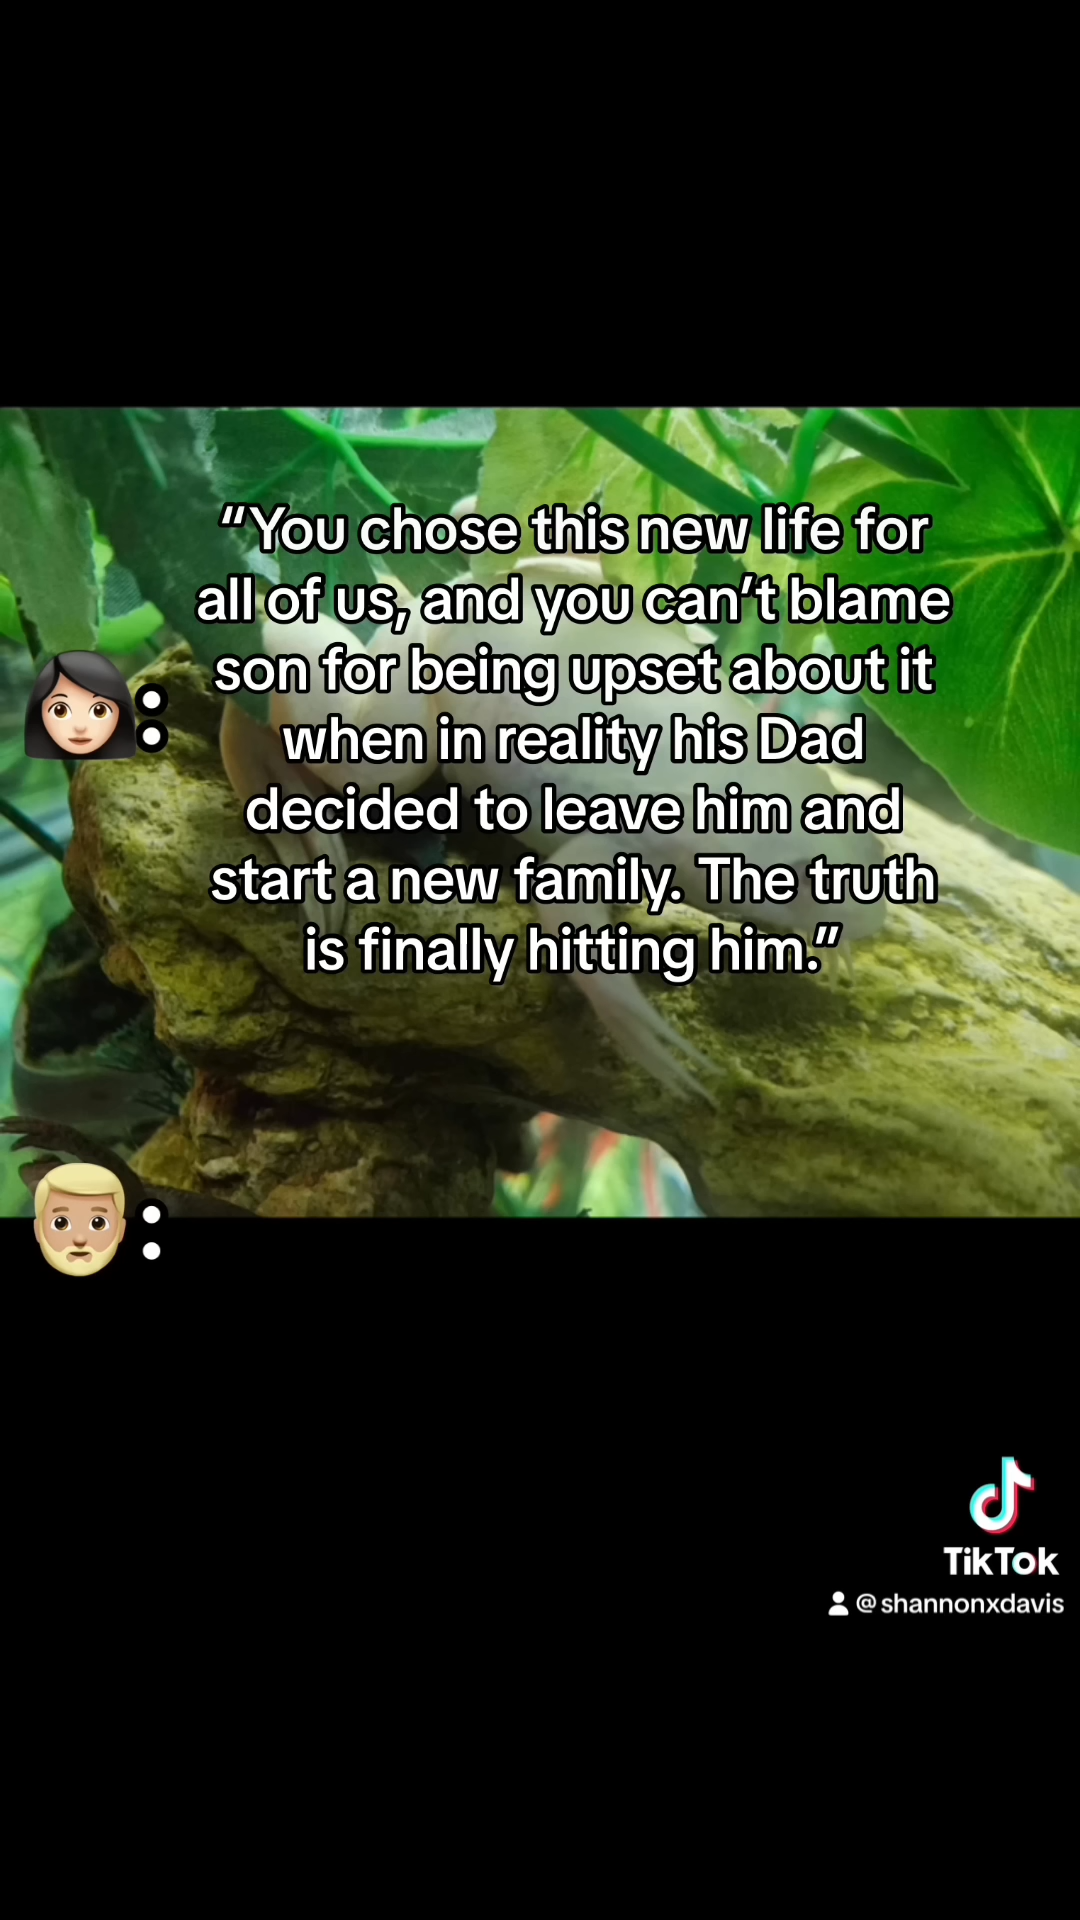 “You chose this new life for
all of us, and you can’t blame
son for being upset about it
when in reality his Dad
decided to leave him and
start a new family. The truth
is finally hitting him.”
:
:
TikTok
@shannonxdavis